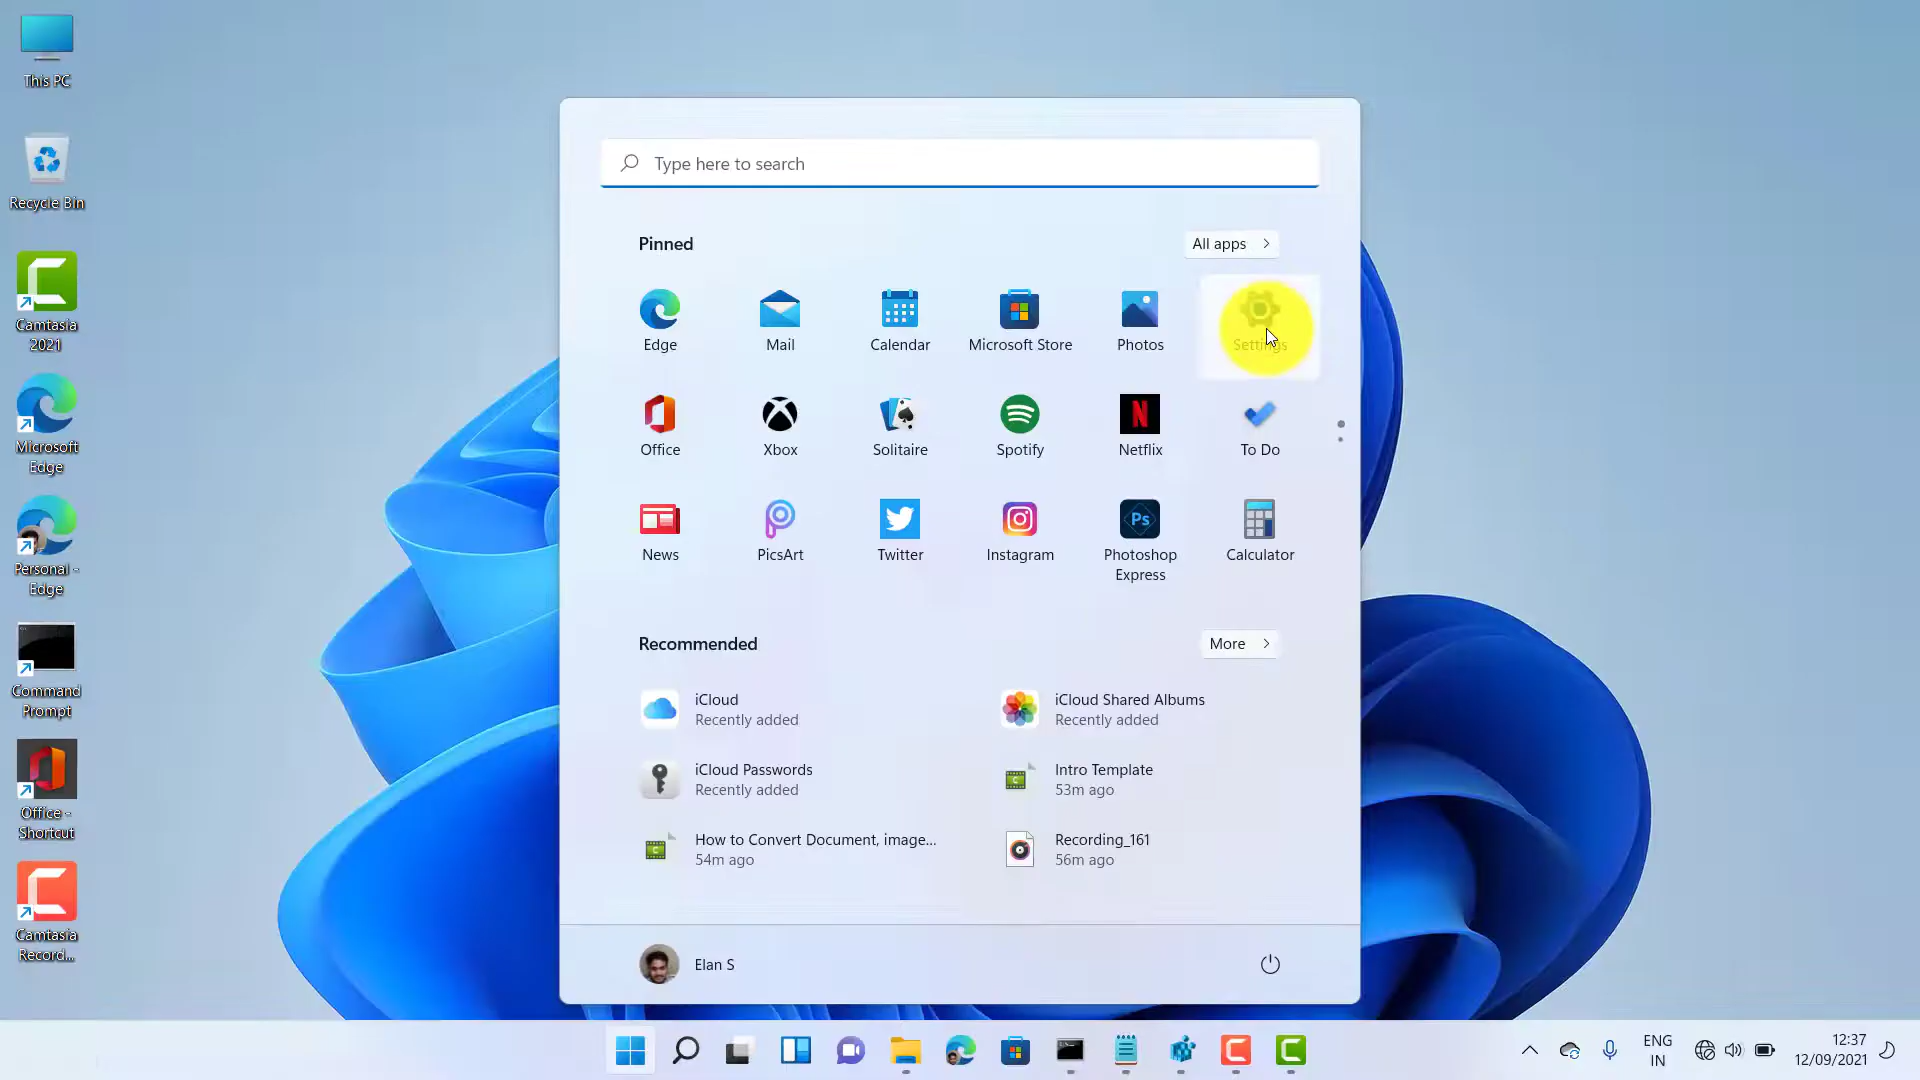 This PC
Recycle Bin
Camtasia
2021
Microsoft
Edge
Personal -
Edge
Command
Prompt
Office -
Shortcut
Camtasia
Record...
Type here to search
Pinned
All apps
Edge
Mail
Calendar
Microsoft Store
Photos
Settings
Office
Xbox
Solitaire
Spotify
Netflix
To Do
News
PicsArt
Twitter
Instagram
Ps
Photoshop
Express
Calculator
Recommended
More
iCloud
Recently added
iCloud Shared Albums
Recently added
iCloud Passwords
Recently added
Intro Template
53m ago
How to Convert Document, image...
54m ago
Recording_161
56m ago
Elan S
ENG
IN
12:37
12/09/2021